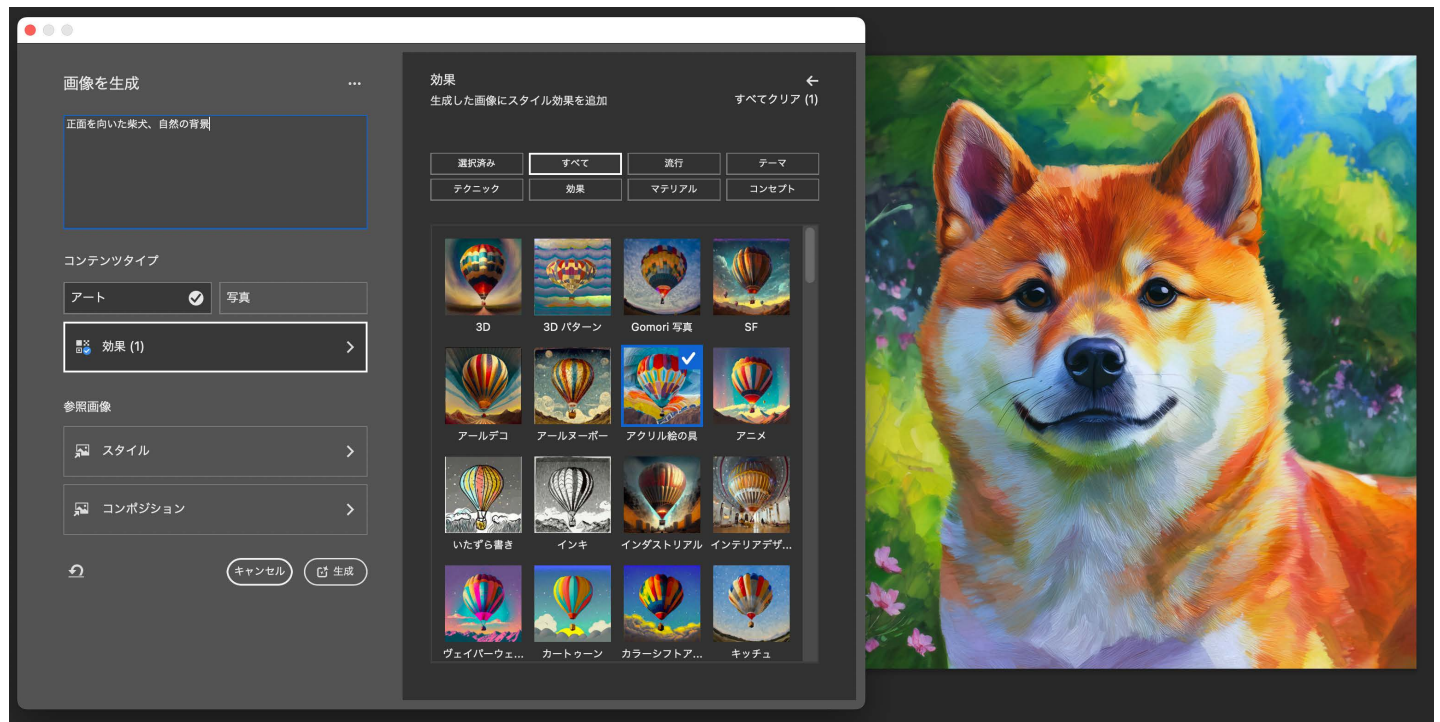 画像を生成
...
正面を向いた柴犬、自然の背景
コンテンツタイプ
アート
写真
効果 (1)
参照画像
スタイル
コンポジション
キャンセル
生成
効果
生成した画像にスタイル効果を追加
すべてクリア (1)
選択済み
すべて
流行
テーマ
テクニック
効果
マテリアル
コンセプト
3D
3D パターン
Gomori 写真
SF
アールデコ
アールヌーボー
アクリル絵の具
アニメ
いたずら書き
インキ
インダストリアル
インテリアデザ...
ヴェイパーウェ...
カートゥーン
カラーシフトア...
キッチュ